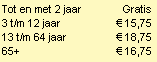 Tot en met 2 jaar Gratis
3 t/m 12 jaar €15,75
13 t/m 64 jaar €18,75
65+ €16,75